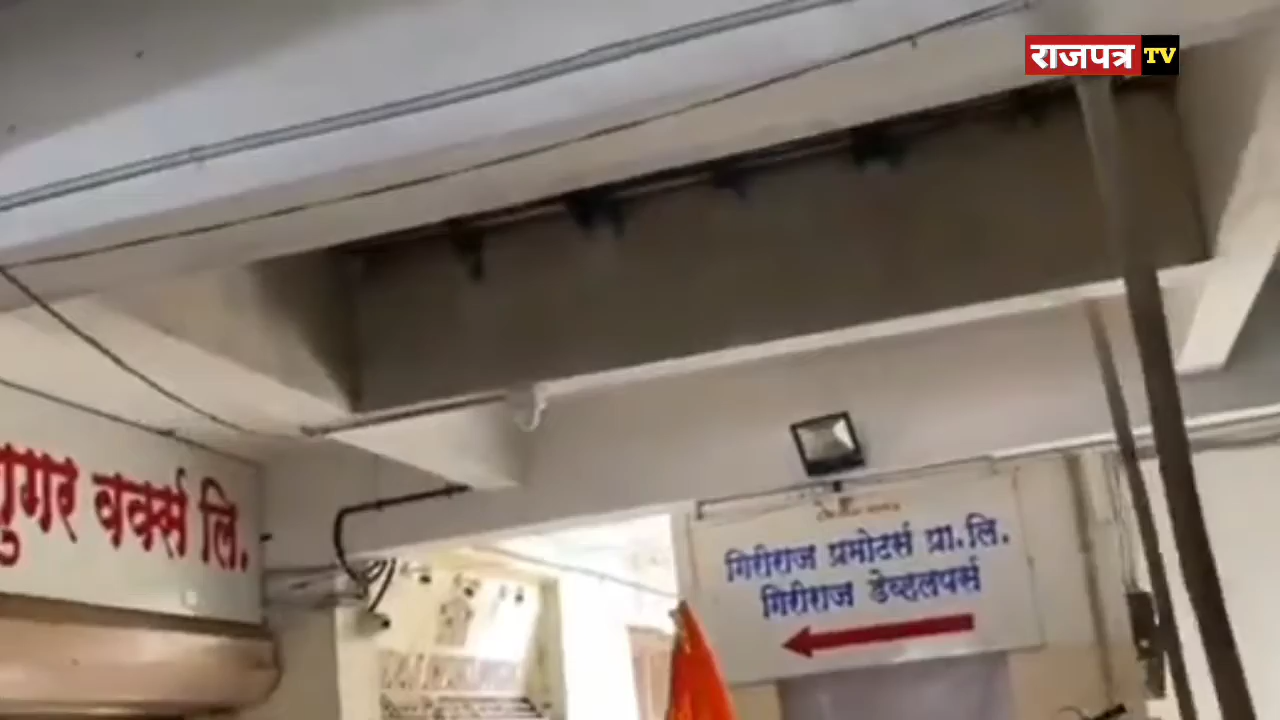 राजपत्र TV
शुगर वर्क्स लि.
गिरीराज प्रमोटर्स प्रा.लि.
गिरीराज डेव्हलपर्स